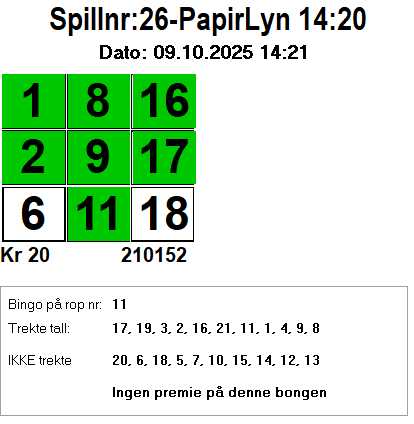 Spillnr:26-PapirLyn 14:20
Dato: 09.10.2025 14:21
1 8 16
2 9 17
6 11 18
Kr 20 210152
Bingo på rop nr: 11
Trekte tall: 17, 19, 3, 2, 16, 21, 11, 1, 4, 9, 8
IKKE trekte 20, 6, 18, 5, 7, 10, 15, 14, 12, 13
Ingen premie på denne bongen